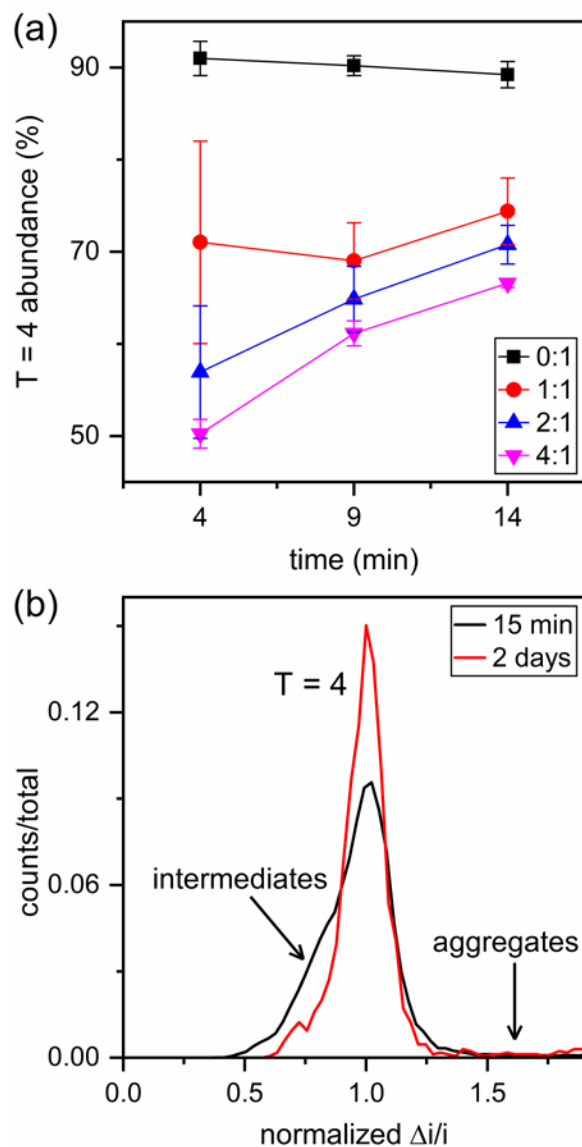 (a)
90
70
50
T = 4 abundance (%)
0:1
1:1
2:1
4:1
4 9 14
time (min)
(b)
15 min
2 days
T = 4
0.12
0.06
0.00
counts/total
intermediates
aggregates
0.0 0.5 1.0 1.5
normalized Δi/i